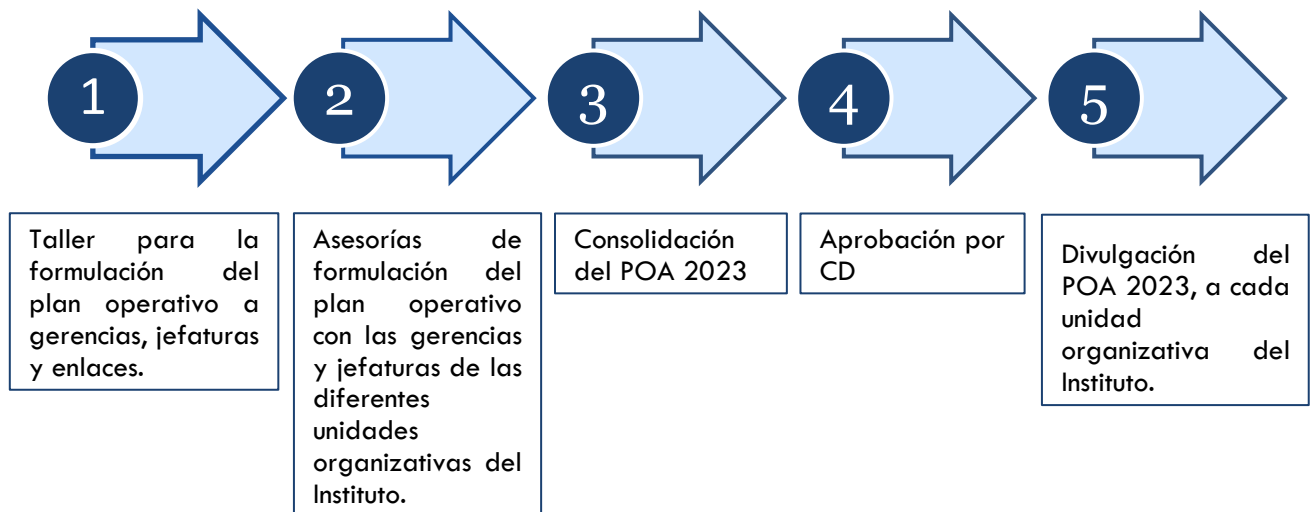 1
2
3
4
5
Taller para la
formulación del
plan operativo a
gerencias, jefaturas
y enlaces.
Asesorías de
formulación del
plan operativo
con las gerencias
y jefaturas de las
diferentes
unidades
organizativas del
Instituto.
Consolidación
del POA 2023
Aprobación por
CD
Divulgación del
POA 2023, a cada
unidad
organizativa del
Instituto.